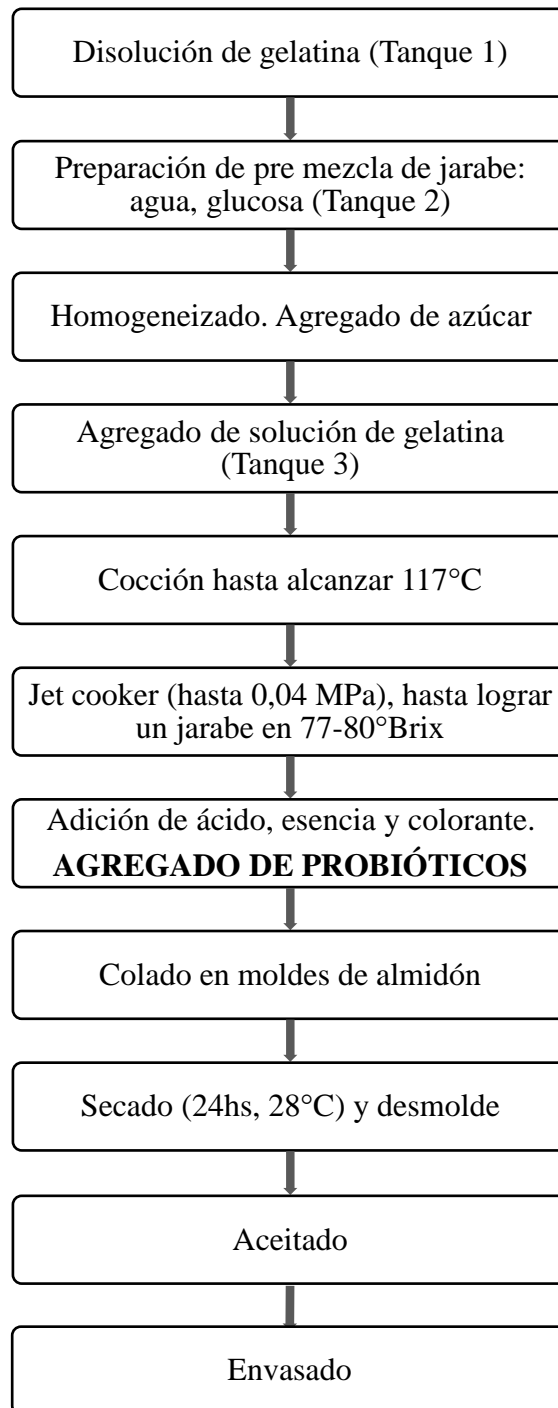 Disolución de gelatina (Tanque 1)
Preparación de pre mezcla de jarabe:
agua, glucosa (Tanque 2)
Homogeneizado. Agregado de azúcar
Agregado de solución de gelatina
(Tanque 3)
Cocción hasta alcanzar 117°C
Jet cooker (hasta 0,04 MPa), hasta lograr
un jarabe en 77-80°Brix
Adición de ácido, esencia y colorante.
AGREGADO DE PROBIÓTICOS
Colado en moldes de almidón
Secado (24hs, 28°C) y desmolde
Aceitado
Envasado